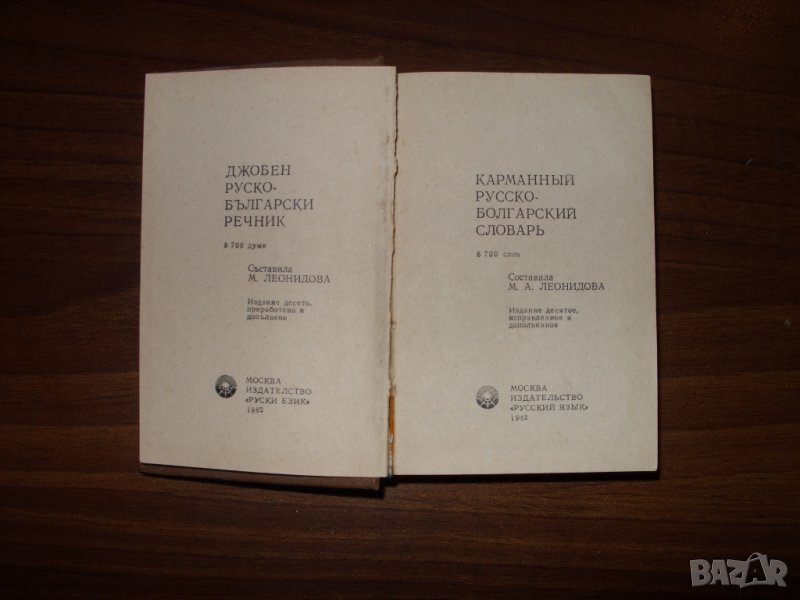 ДЖОБЕН
РУСКО-
БЪЛГАРСКИ
РЕЧНИК
8 700 думи
Съставила
М. ЛЕОНИДОВА
Издание десето,
преработено и
допълнено
МОСКВА
ИЗДАТЕЛСТВО
«РУСКИ ЕЗИК»
1982
КАРМАННЫЙ
РУССКО-
БОЛГАРСКИЙ
СЛОВАРЬ
8 700 слов
Составила
М. А. ЛЕОНИДОВА
Издание десятое,
исправленное и
дополненное
МОСКВА
ИЗДАТЕЛЬСТВО
«РУССКИЙ ЯЗЫК»
1982
BAZAR